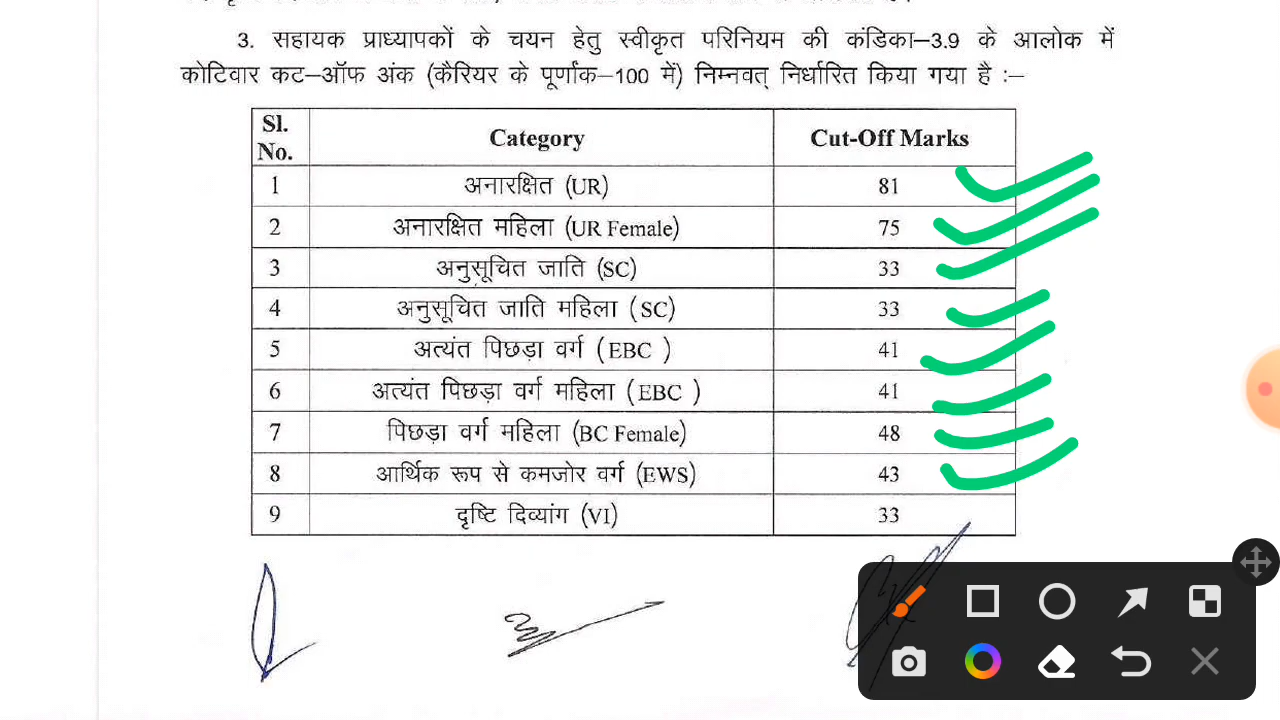 3. सहायक प्राध्यापकों के चयन हेतु स्वीकृत परिनियम की कंडिका–3.9 के आलोक में
कोटिवार कट–ऑफ अंक (कैरियर के पूर्णांक–100 में) निम्नवत् निर्धारित किया गया है :–
Sl. No. Category Cut-Off Marks
1 अनारक्षित (UR) 81
2 अनारक्षित महिला (UR Female) 75
3 अनुसूचित जाति (SC) 33
4 अनुसूचित जाति महिला ( SC) 33
5 अत्यंत पिछड़ा वर्ग ( EBC ) 41
6 अत्यंत पिछड़ा वर्ग महिला ( EBC ) 41
7 पिछड़ा वर्ग महिला (BC Female) 48
8 आर्थिक रूप से कमजोर वर्ग (EWS) 43
9 दृष्टि दिव्यांग (VI) 33